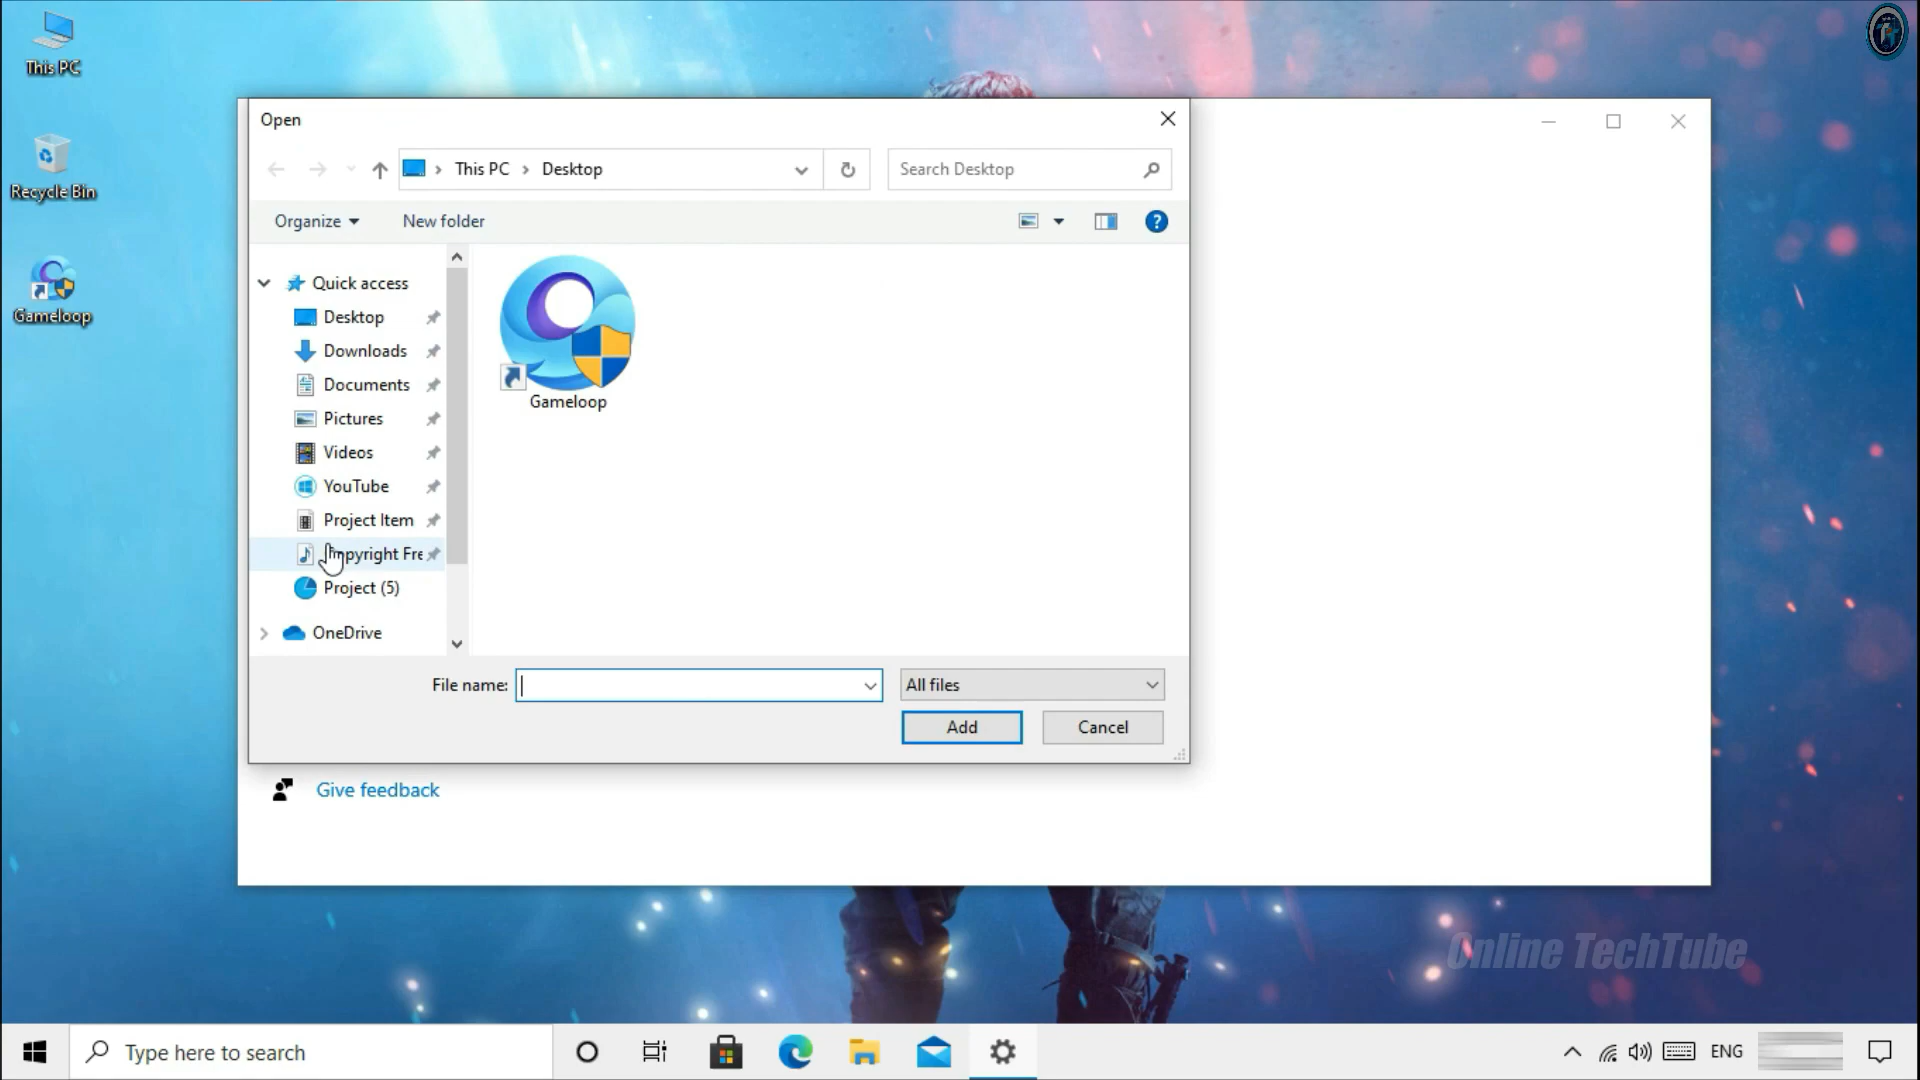 This PC
Recycle Bin
Gameloop
Open
This PC
Desktop
Search Desktop
Organize
New folder
?
Quick access
Desktop
Downloads
Documents
Pictures
Videos
YouTube
Project Item
pyright Fre
Project (5)
OneDrive
Gameloop
File name:
All files
Add
Cancel
Give feedback
Online TechTube
Type here to search
ENG